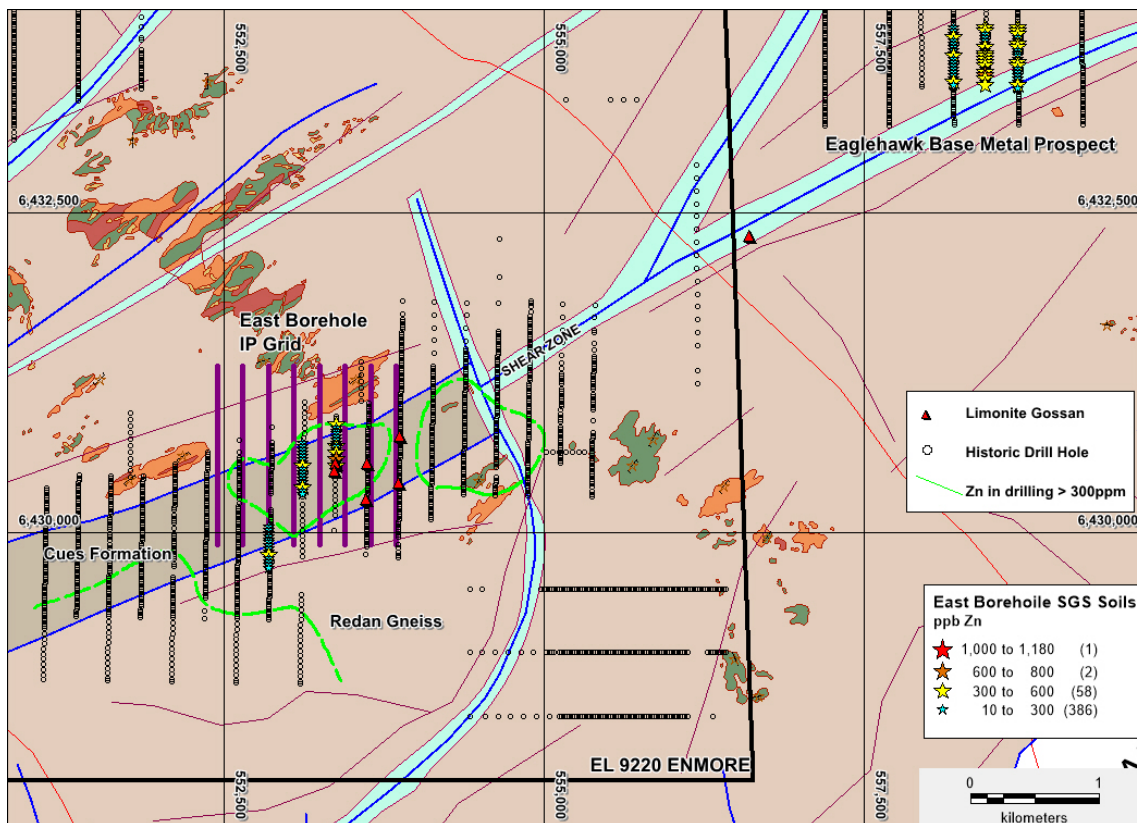 552,500
555,000
557,500
Eaglehawk Base Metal Prospect
6,432,500
6,432,500
East Borehole
IP Grid
SHEAR ZONE
Limonite Gossan
Historic Drill Hole
Zn in drilling > 300ppm
6,430,000
6,430,000
Cues Formation
Redan Gneiss
East Borehoile SGS Soils
ppb Zn
1,000 to 1,180 (1)
600 to 800 (2)
300 to 600 (58)
10 to 300 (386)
EL 9220 ENMORE
552,500
555,000
557,500
0 1
kilometers